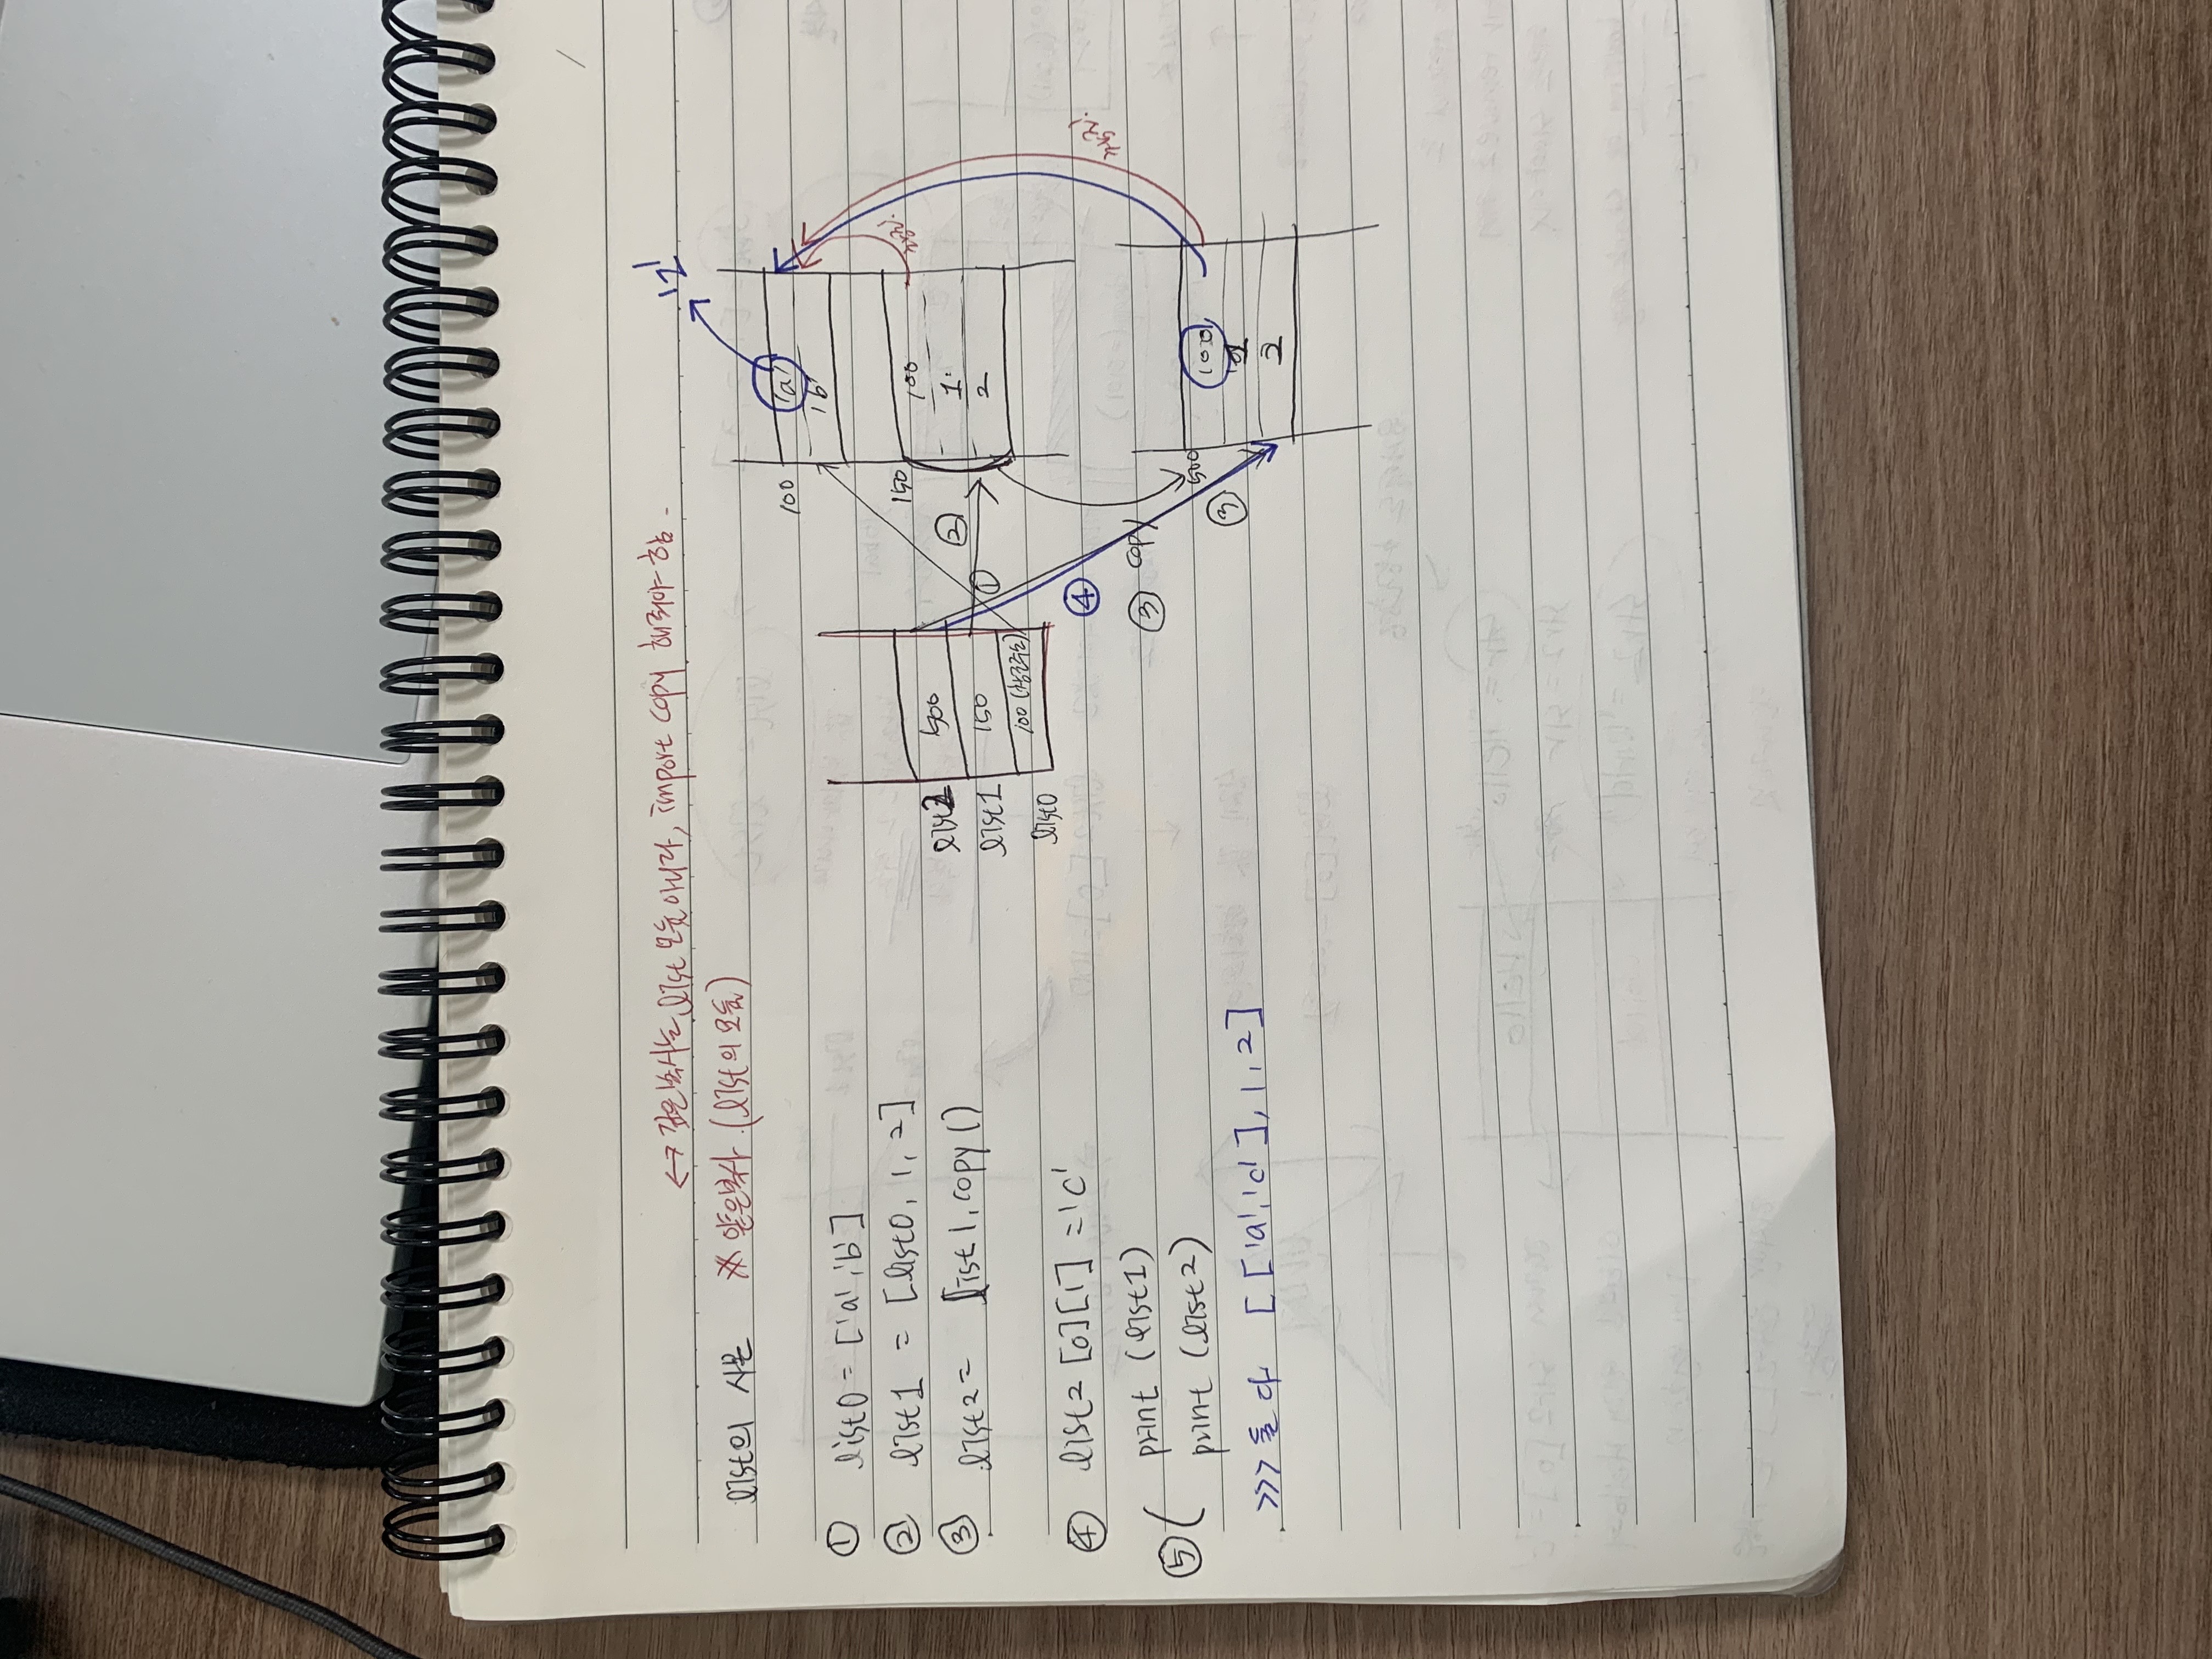 ↔ 깊은복사는 list 모듈 아니라, import copy 해줘야 함.
list의 사본 ※ 얕은복사 (list의 모듈)
① list0 = ['a','b']
② list1 = [list0, 1, 2]
③ list2 = list1.copy()
④ list2[0][1] = 'c'
⑤ ( print (list1)
print (list2)
>>> 둘 다 [['a','c'],1,2]
list2 500
list1 150
list0 100 (참조주소)
①
②
④
③ copy
③
100 'a'
'b'
150 100
1
2
참조!
500 100
1
2
참조!